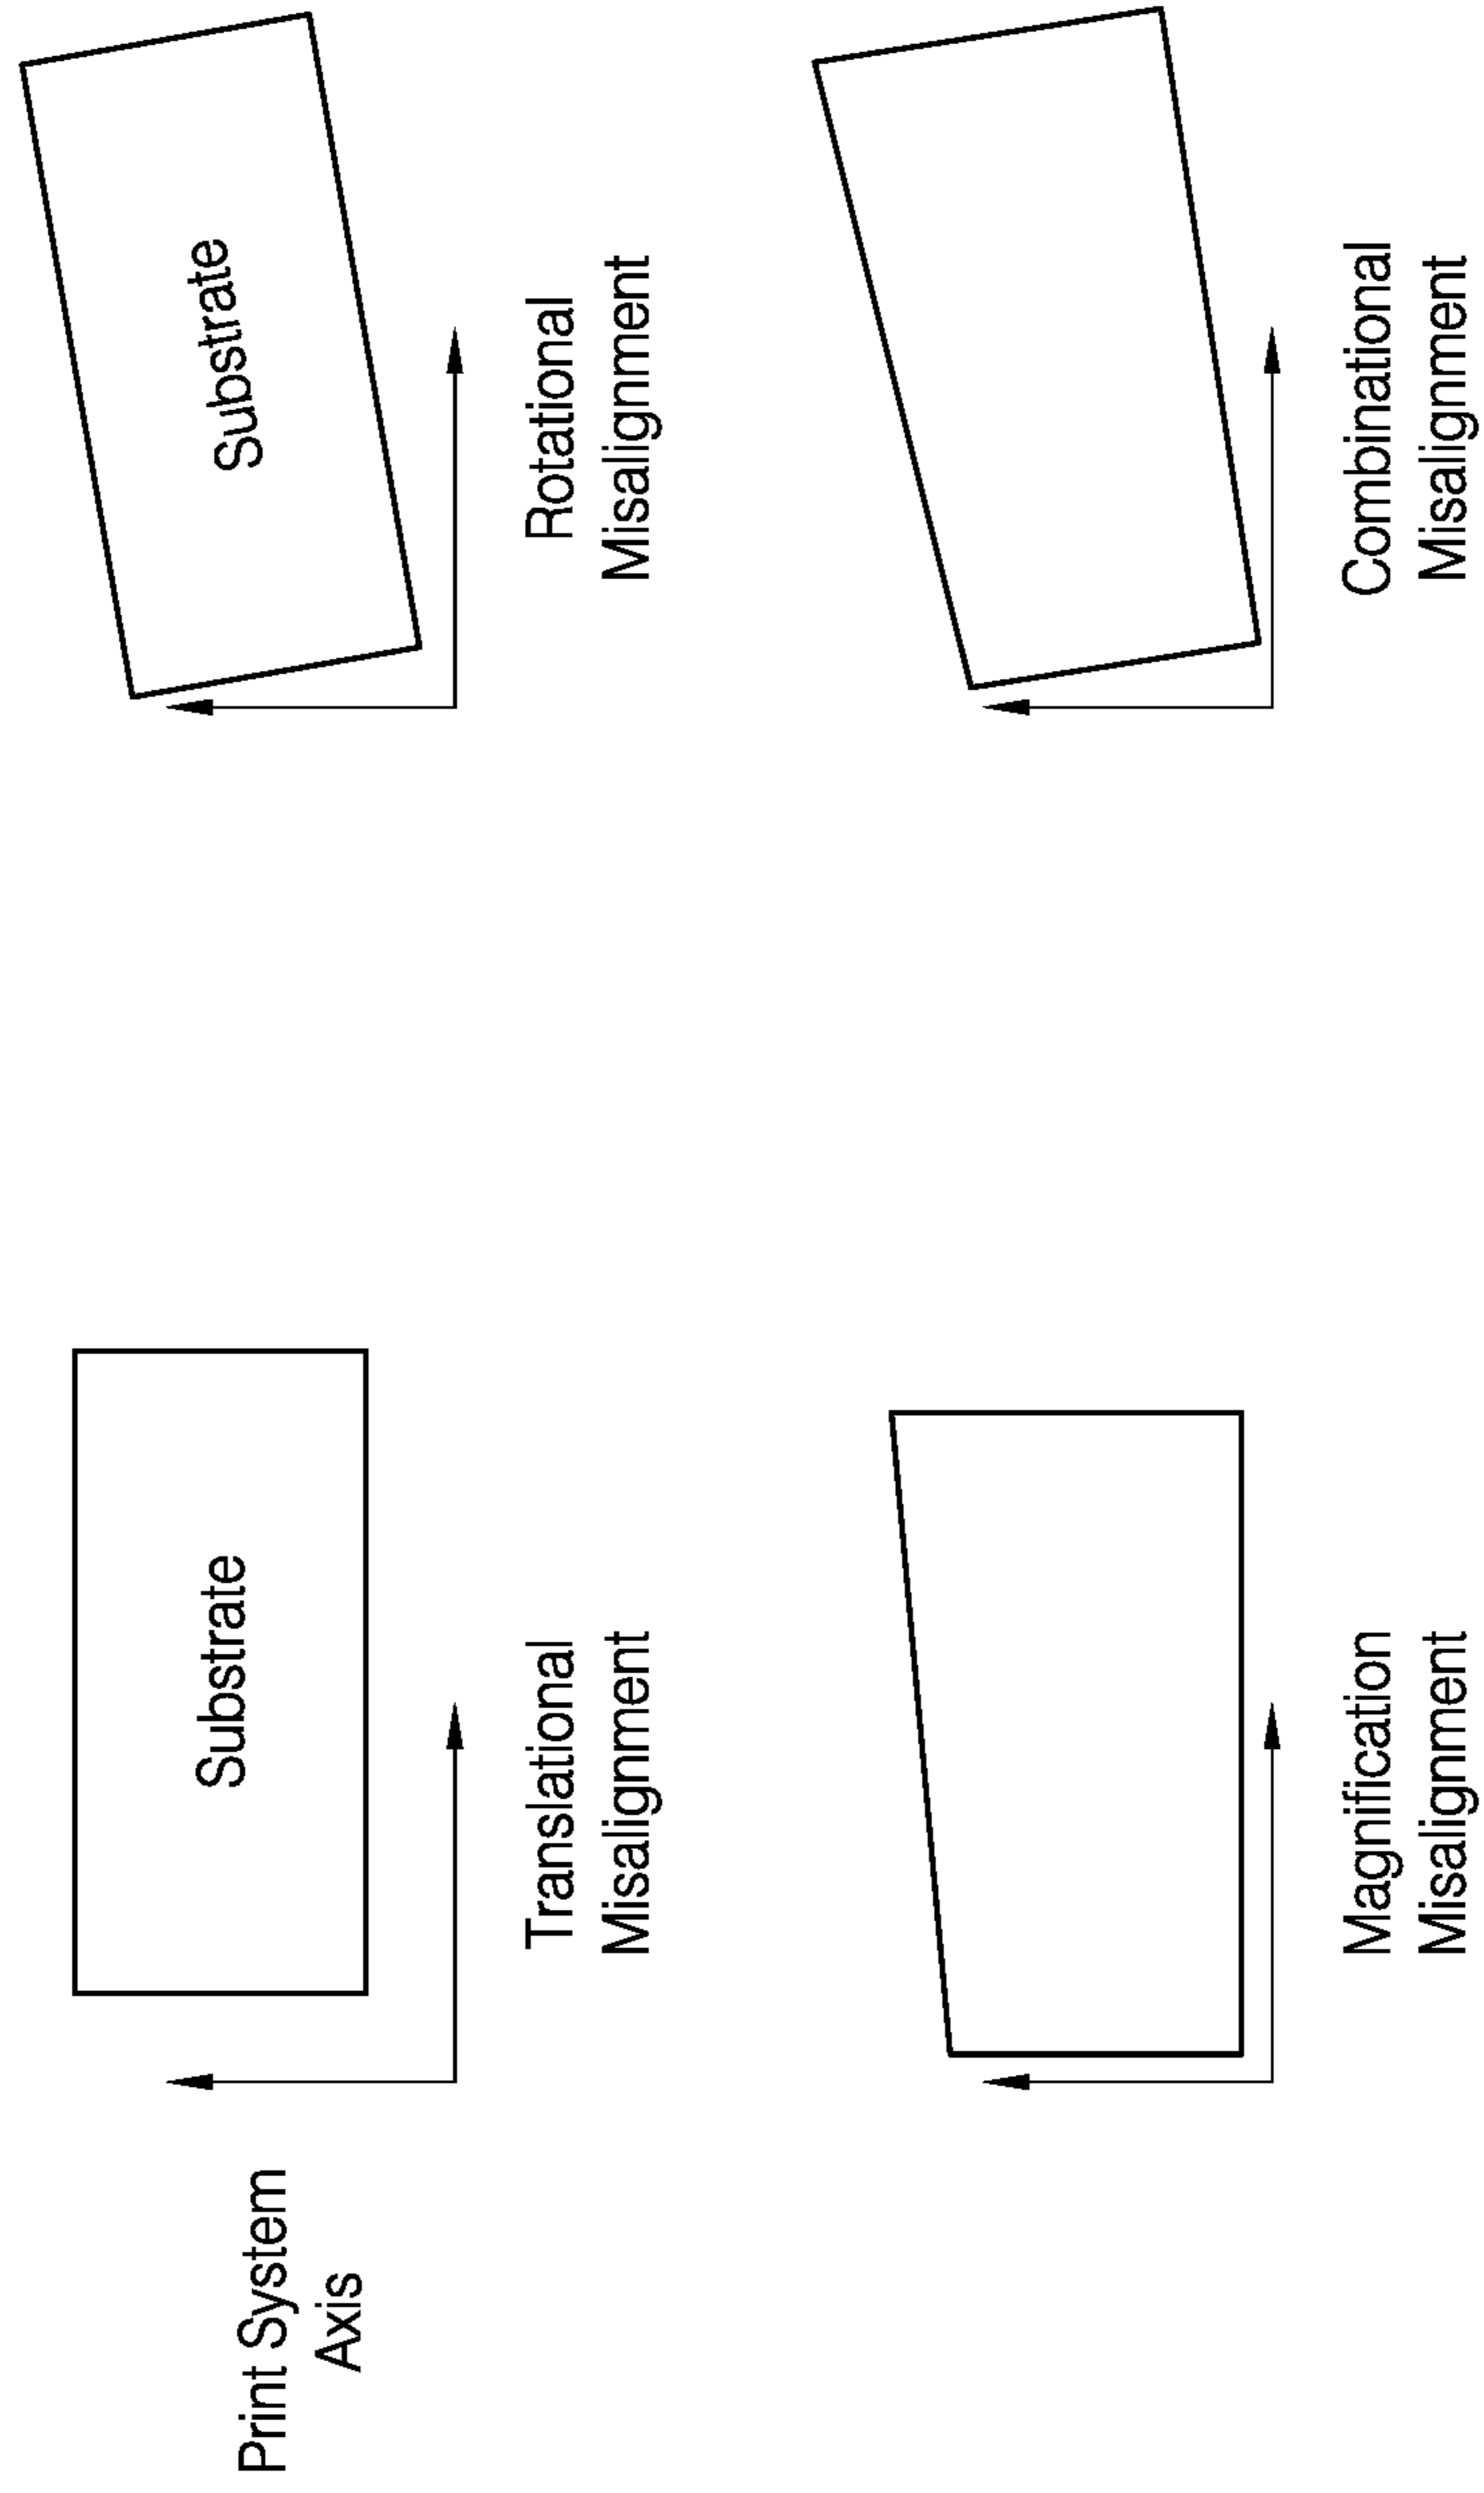 Print System
Axis
Substrate
Translational
Misalignment
Substrate
Rotational
Misalignment
Magnification
Misalignment
Combinational
Misalignment